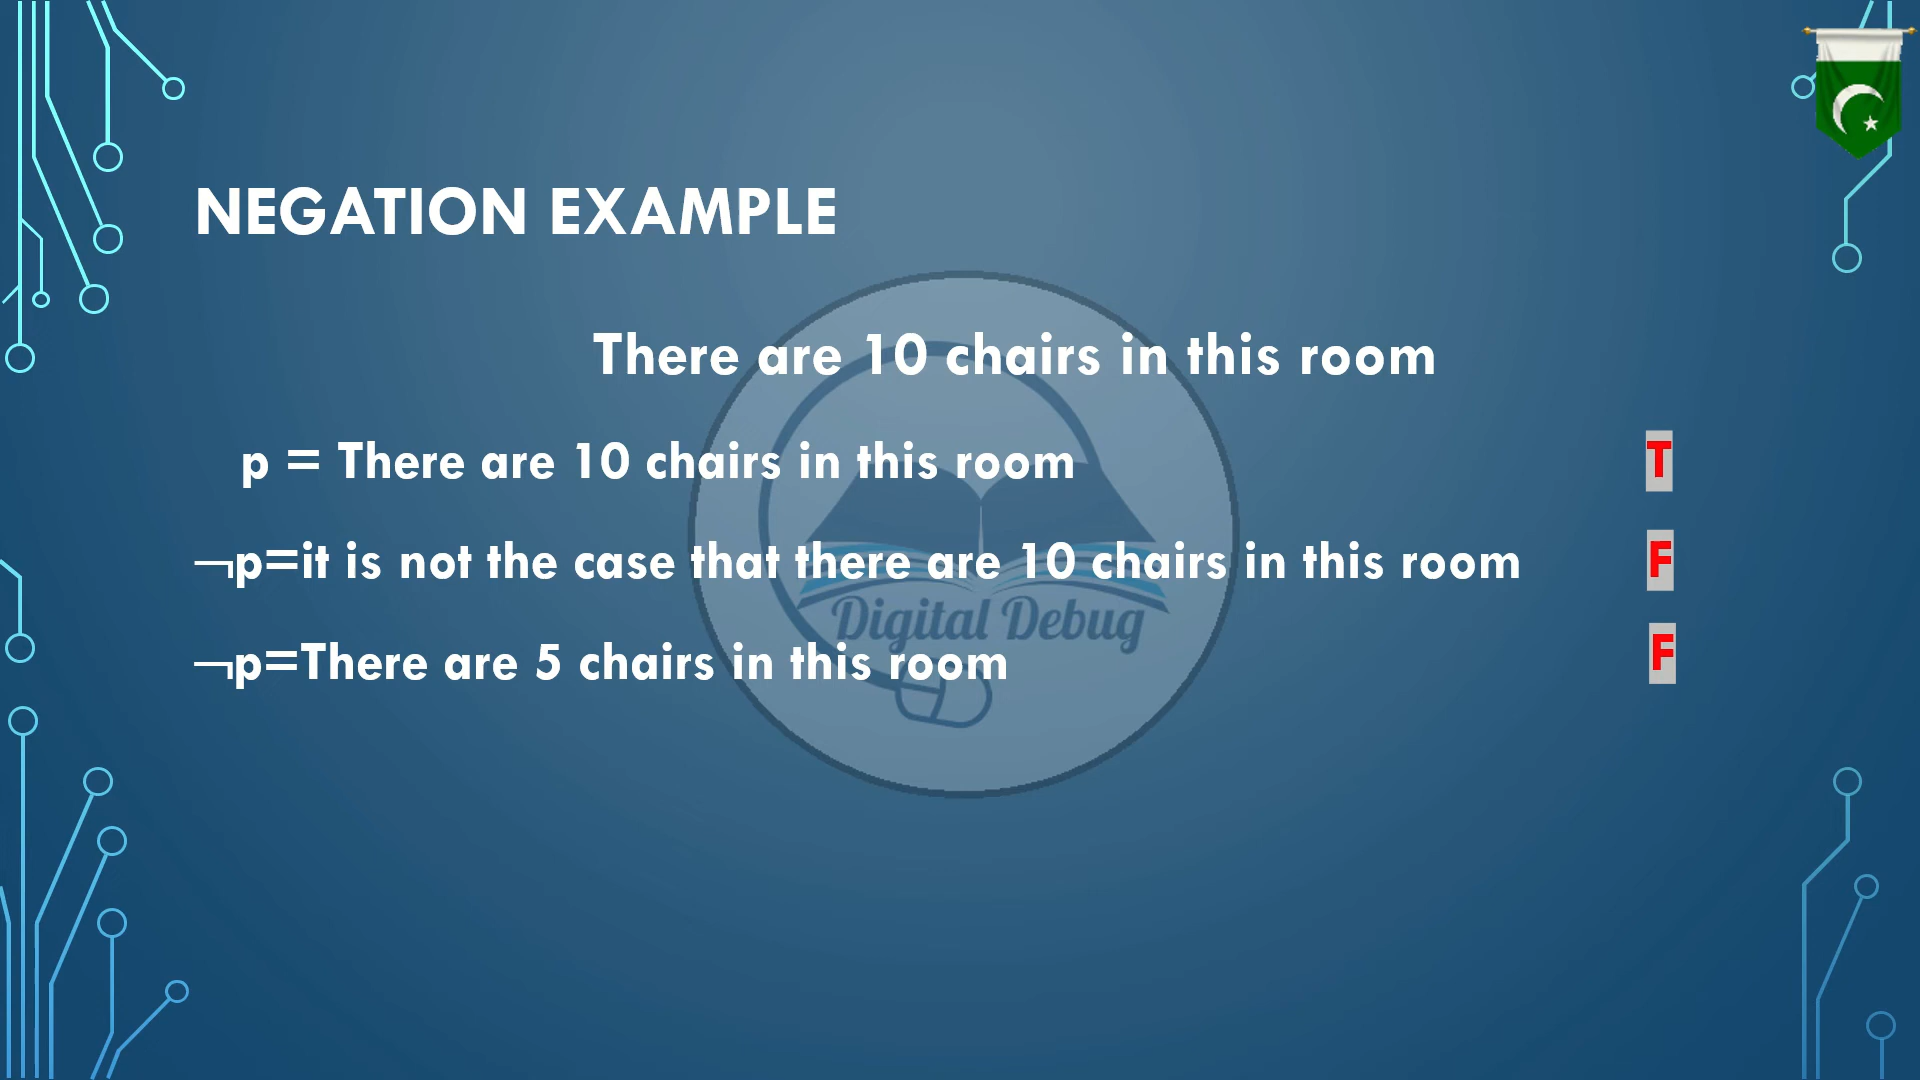 NEGATION EXAMPLE
There are 10 chairs in this room
p = There are 10 chairs in this room T
¬p=it is not the case that there are 10 chairs in this room F
¬p=There are 5 chairs in this room F
Digital Debug